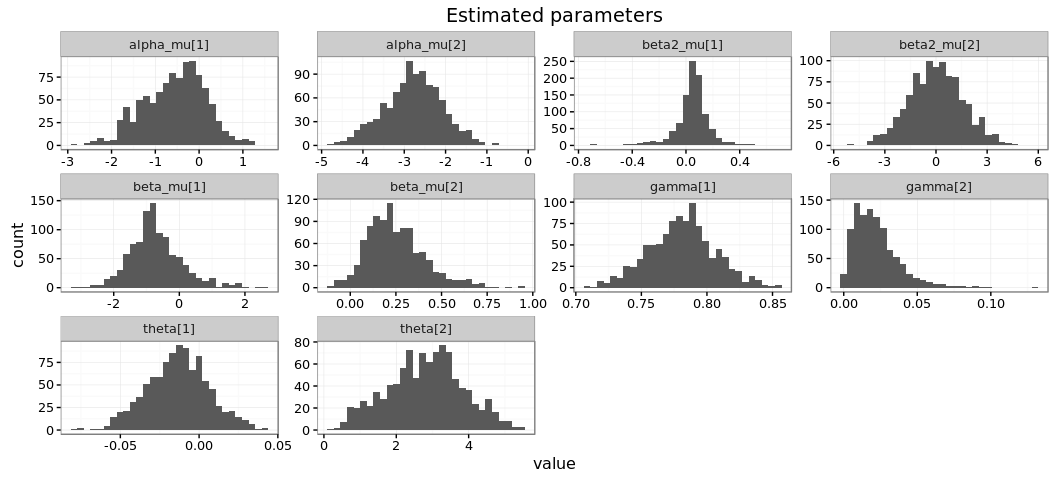 Estimated parameters
alpha_mu[1] alpha_mu[2] beta2_mu[1] beta2_mu[2]
75 50 25 0
-3 -2 -1 0 1
90 60 30 0
-5 -4 -3 -2 -1 0
250 200 150 100 50 0
-0.8 -0.4 0.0 0.4
100 75 50 25 0
-6 -3 0 3 6
beta_mu[1] beta_mu[2] gamma[1] gamma[2]
150 100 50 0
-2 0 2
120 90 60 30 0
0.00 0.25 0.50 0.75 1.00
100 75 50 25 0
0.70 0.75 0.80 0.85
150 100 50 0
0.00 0.05 0.10
theta[1] theta[2]
75 50 25 0
-0.05 0.00 0.05
80 60 40 20 0
0 2 4
count
value